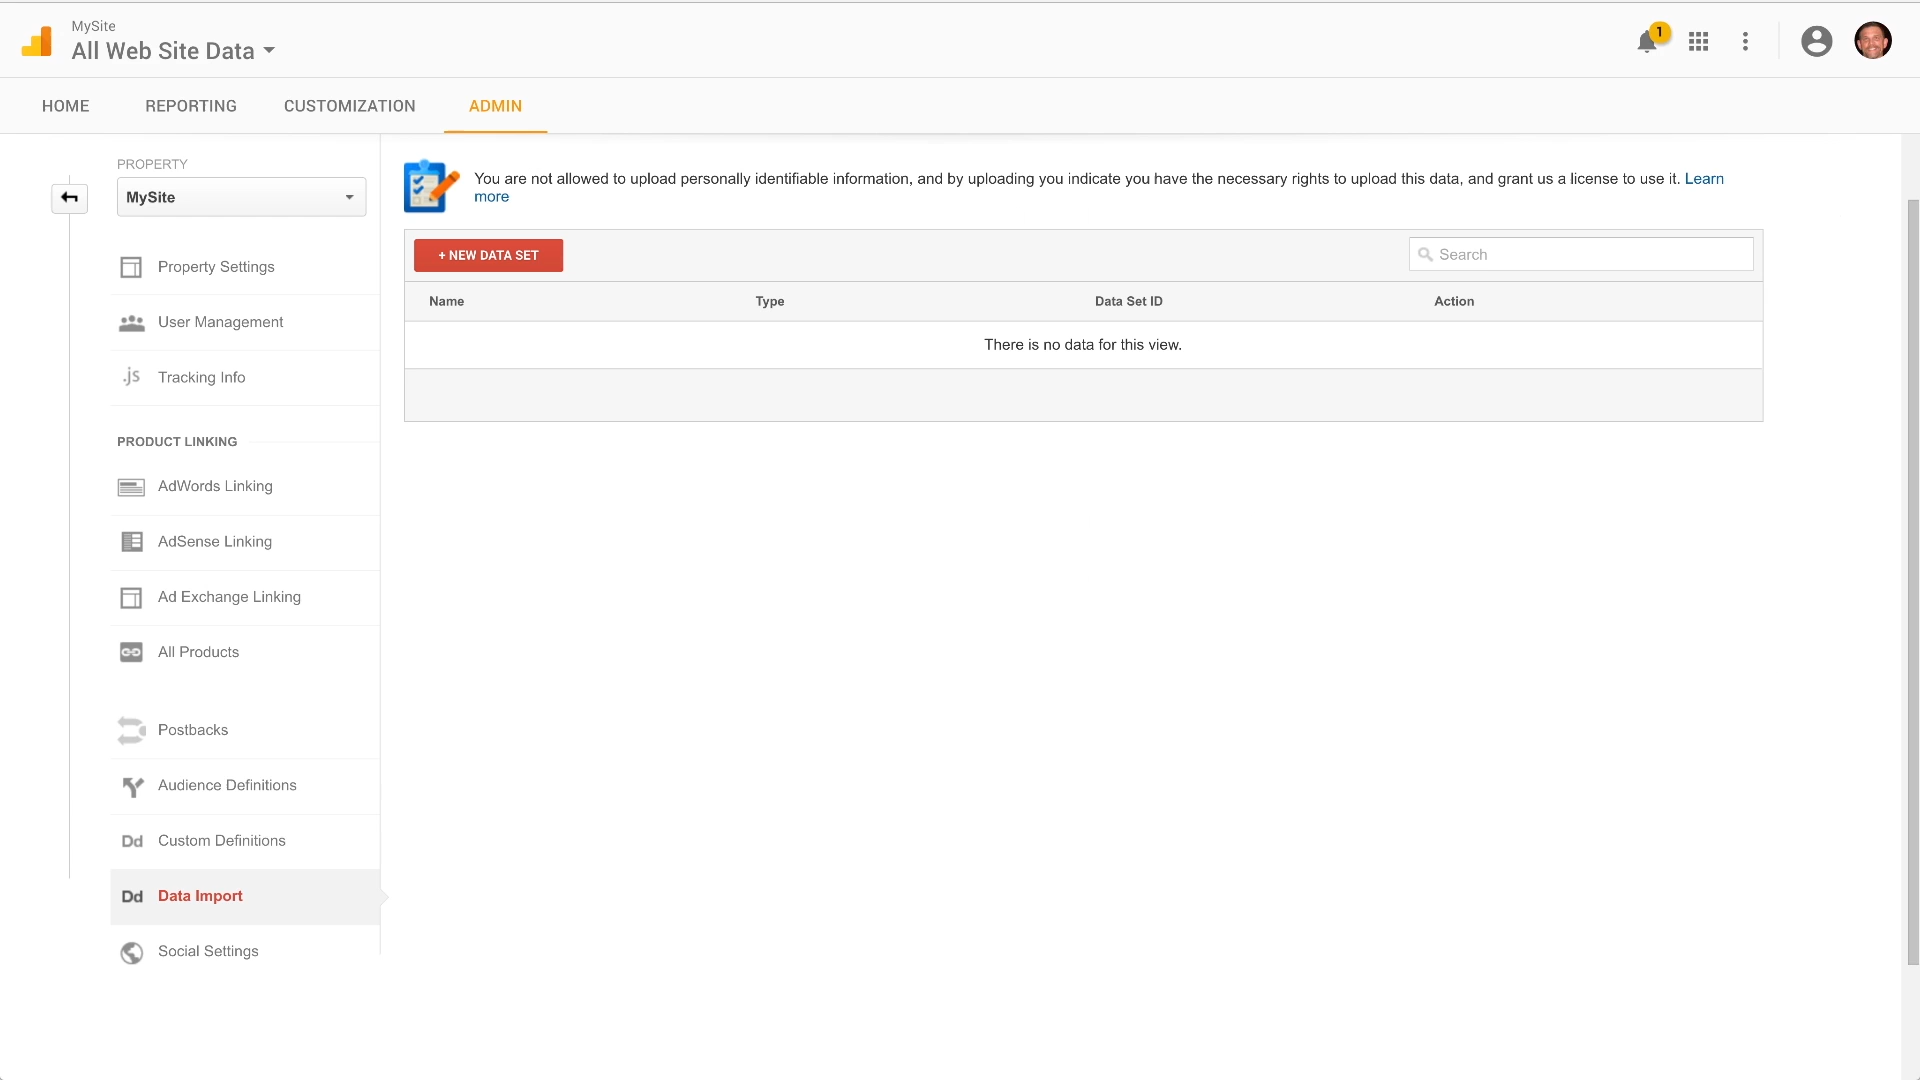 MySite
All Web Site Data
1
HOME
REPORTING
CUSTOMIZATION
ADMIN
PROPERTY
MySite
Property Settings
User Management
.js Tracking Info
PRODUCT LINKING
AdWords Linking
AdSense Linking
Ad Exchange Linking
All Products
Postbacks
Audience Definitions
Dd Custom Definitions
Dd Data Import
Social Settings
You are not allowed to upload personally identifiable information, and by uploading you indicate you have the necessary rights to upload this data, and grant us a license to use it. Learn
more
+ NEW DATA SET
Search
Name Type Data Set ID Action
There is no data for this view.